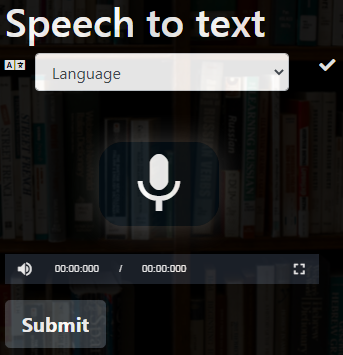 Speech to text
Language
00:00:000 / 00:00:000
Submit